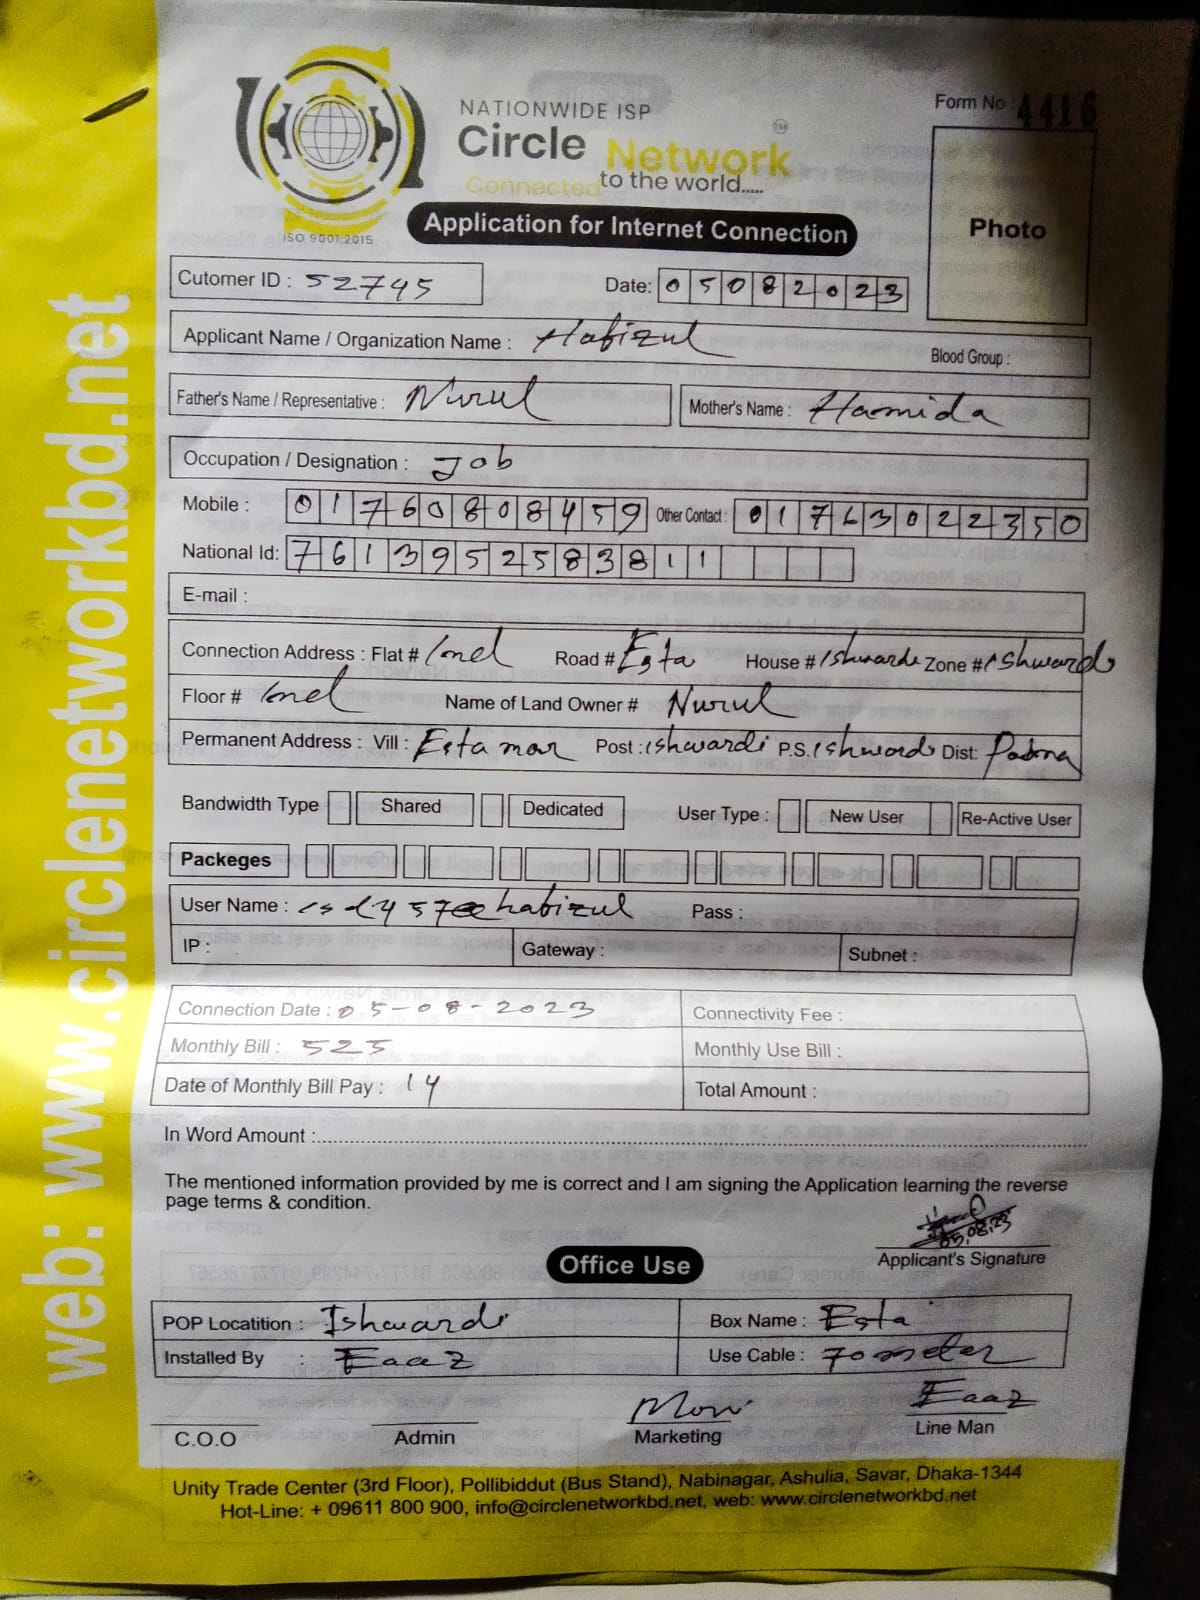 NATIONWIDE ISP
Circle Network TM
Connected to the world.....
ISO 9001:2015
Form No : 4416
Photo
Application for Internet Connection
Cutomer ID : 52745 Date: 05082023
Applicant Name / Organization Name : Hafizul Blood Group :
Father's Name / Representative : Nurul Mother's Name : Hamida
Occupation / Designation : Job
Mobile : 01760808459 Other Contact : 01763022350
National Id: 7613952583811
E-mail :
Connection Address : Flat # Road # Esta House # Ishwardi Zone # Ishwardi
Floor # Name of Land Owner # Nurul
Permanent Address : Vill : Esta mor Post : ishwardi P.S. Ishwardi Dist: Pabna
Bandwidth Type Shared Dedicated User Type : New User Re-Active User
Packeges
User Name : Pass :
IP : Gateway : Subnet :
Connection Date : 05-08-2023 Connectivity Fee :
Monthly Bill : 525 Monthly Use Bill :
Date of Monthly Bill Pay : 14 Total Amount :
In Word Amount :
The mentioned information provided by me is correct and I am signing the Application learning the reverse
page terms & condition.
05.08.23
Applicant's Signature
Office Use
POP Locatition : Ishwardi Box Name : Esta
Installed By : Eaaz Use Cable : 70 meter
Eaaz
C.O.O Admin Marketing Line Man
Unity Trade Center (3rd Floor), Pollibiddut (Bus Stand), Nabinagar, Ashulia, Savar, Dhaka-1344
Hot-Line: + 09611 800 900, info@circlenetworkbd.net, web: www.circlenetworkbd.net
web: www.circlenetworkbd.net